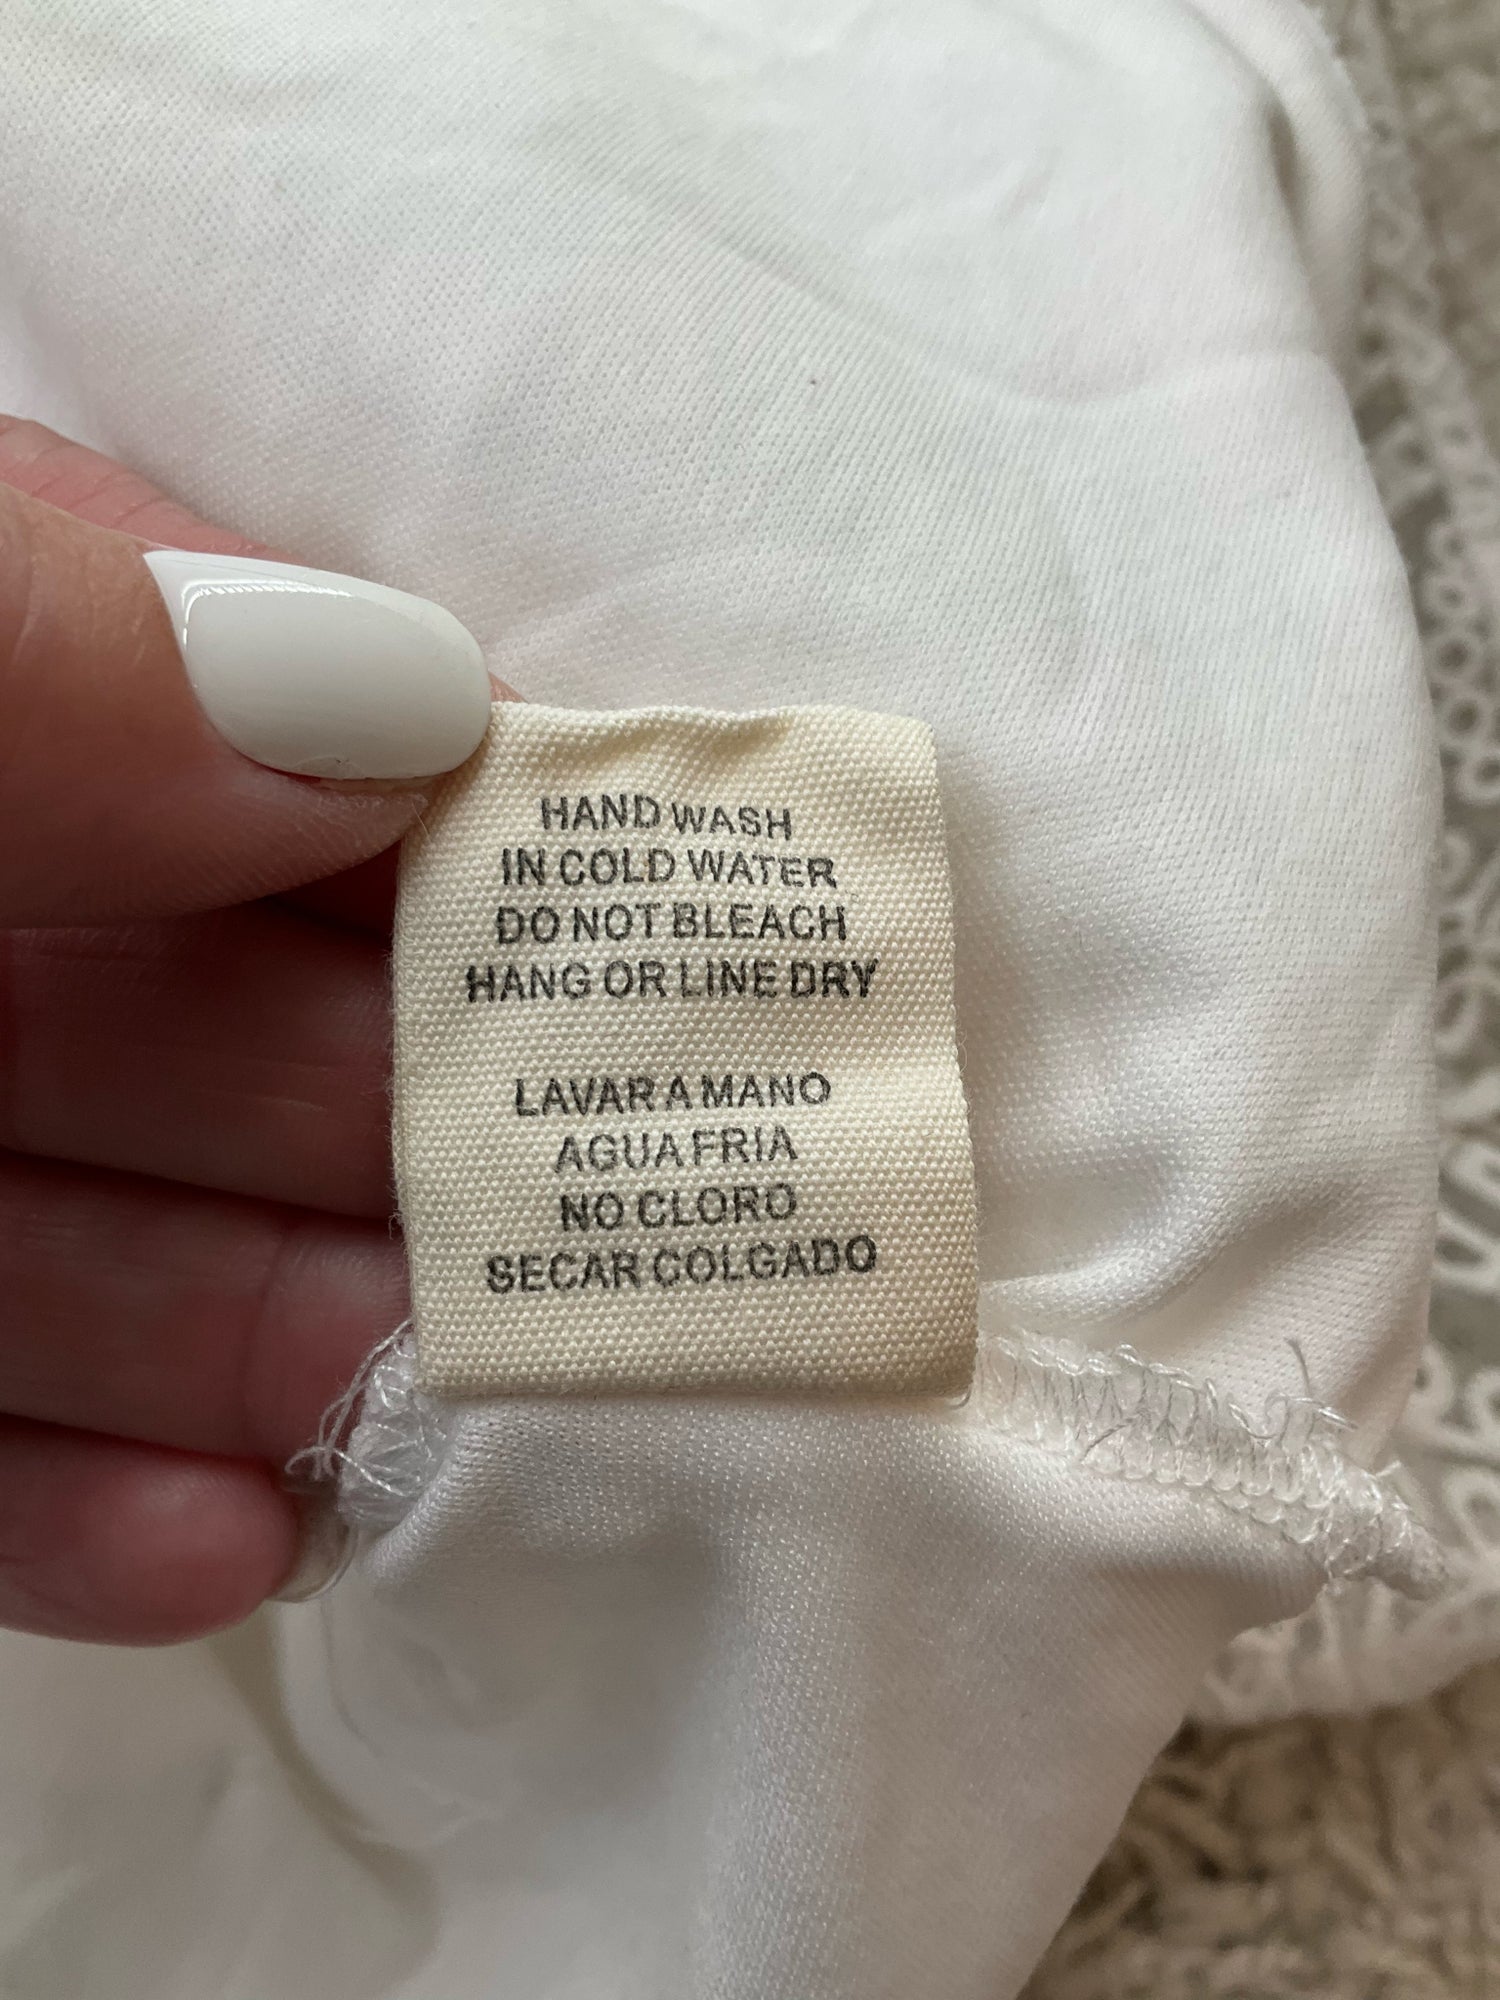 HAND WASH
IN COLD WATER
DO NOT BLEACH
HANG OR LINE DRY
LAVAR A MANO
AGUA FRIA
NO CLORO
SECAR COLGADO